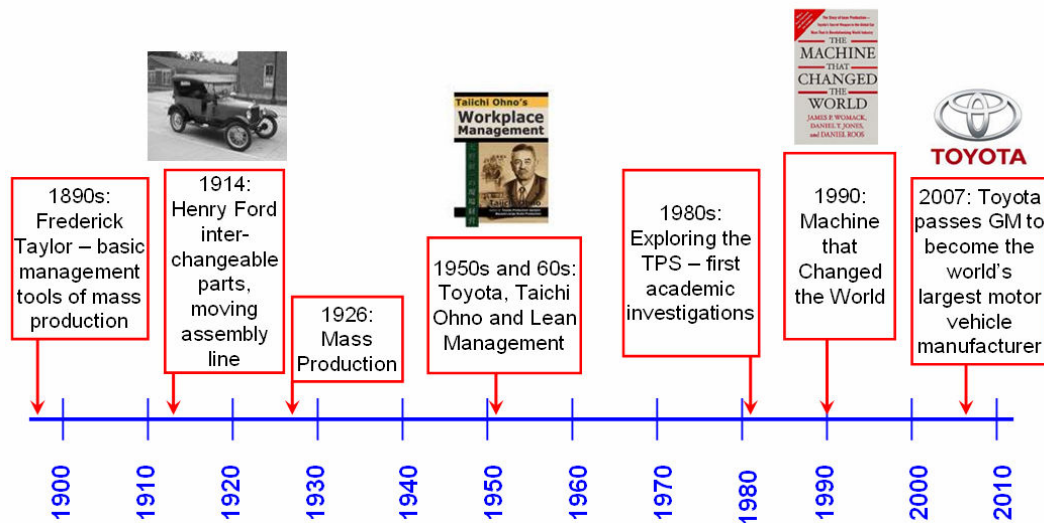 1890s:
Frederick
Taylor – basic
management
tools of mass
production
1914:
Henry Ford
inter-
changeable
parts,
moving
assembly
line
1926:
Mass
Production
Taiichi Ohno's
Workplace
Management
Taiichi Ohno
1950s and 60s:
Toyota, Taichi
Ohno and Lean
Management
1980s:
Exploring the
TPS – first
academic
investigations
THE
MACHINE
THAT
CHANGED
THE
WORLD
JAMES P. WOMACK,
DANIEL T. JONES,
and DANIEL ROOS
1990:
Machine
that
Changed
the World
TOYOTA
2007: Toyota
passes GM to
become the
world's
largest motor
vehicle
manufacturer
1900
1910
1920
1930
1940
1950
1960
1970
1980
1990
2000
2010